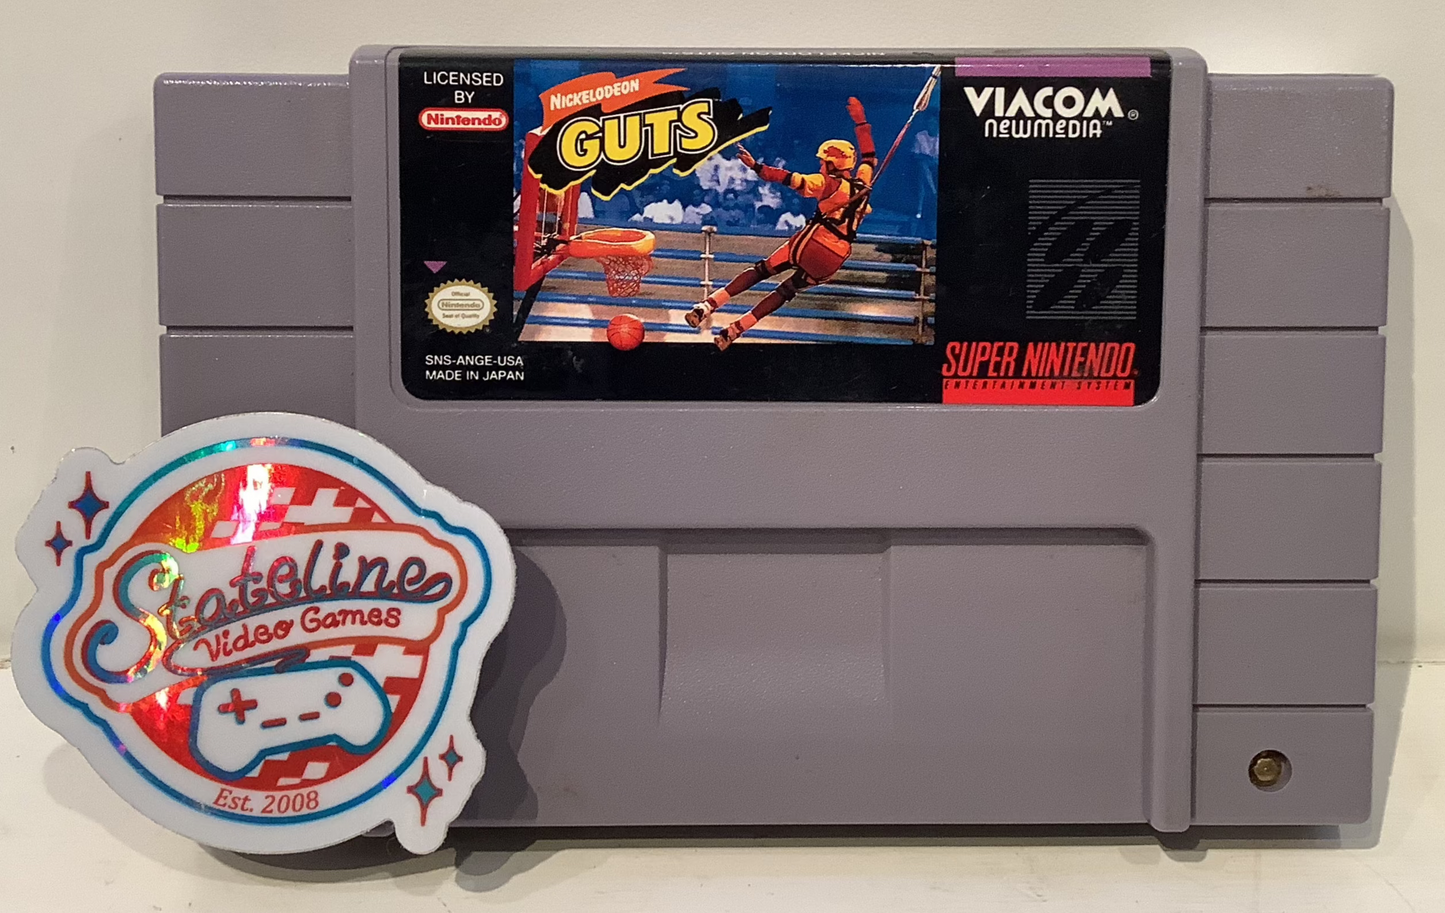 LICENSED
BY
Nintendo
NICKELODEON
GUTS
VIACOM®
newmedia™
Official
Nintendo
Seal of Quality
SNS-ANGE-USA
MADE IN JAPAN
SUPER NINTENDO
ENTERTAINMENT SYSTEM
Stateline
Video Games
Est. 2008